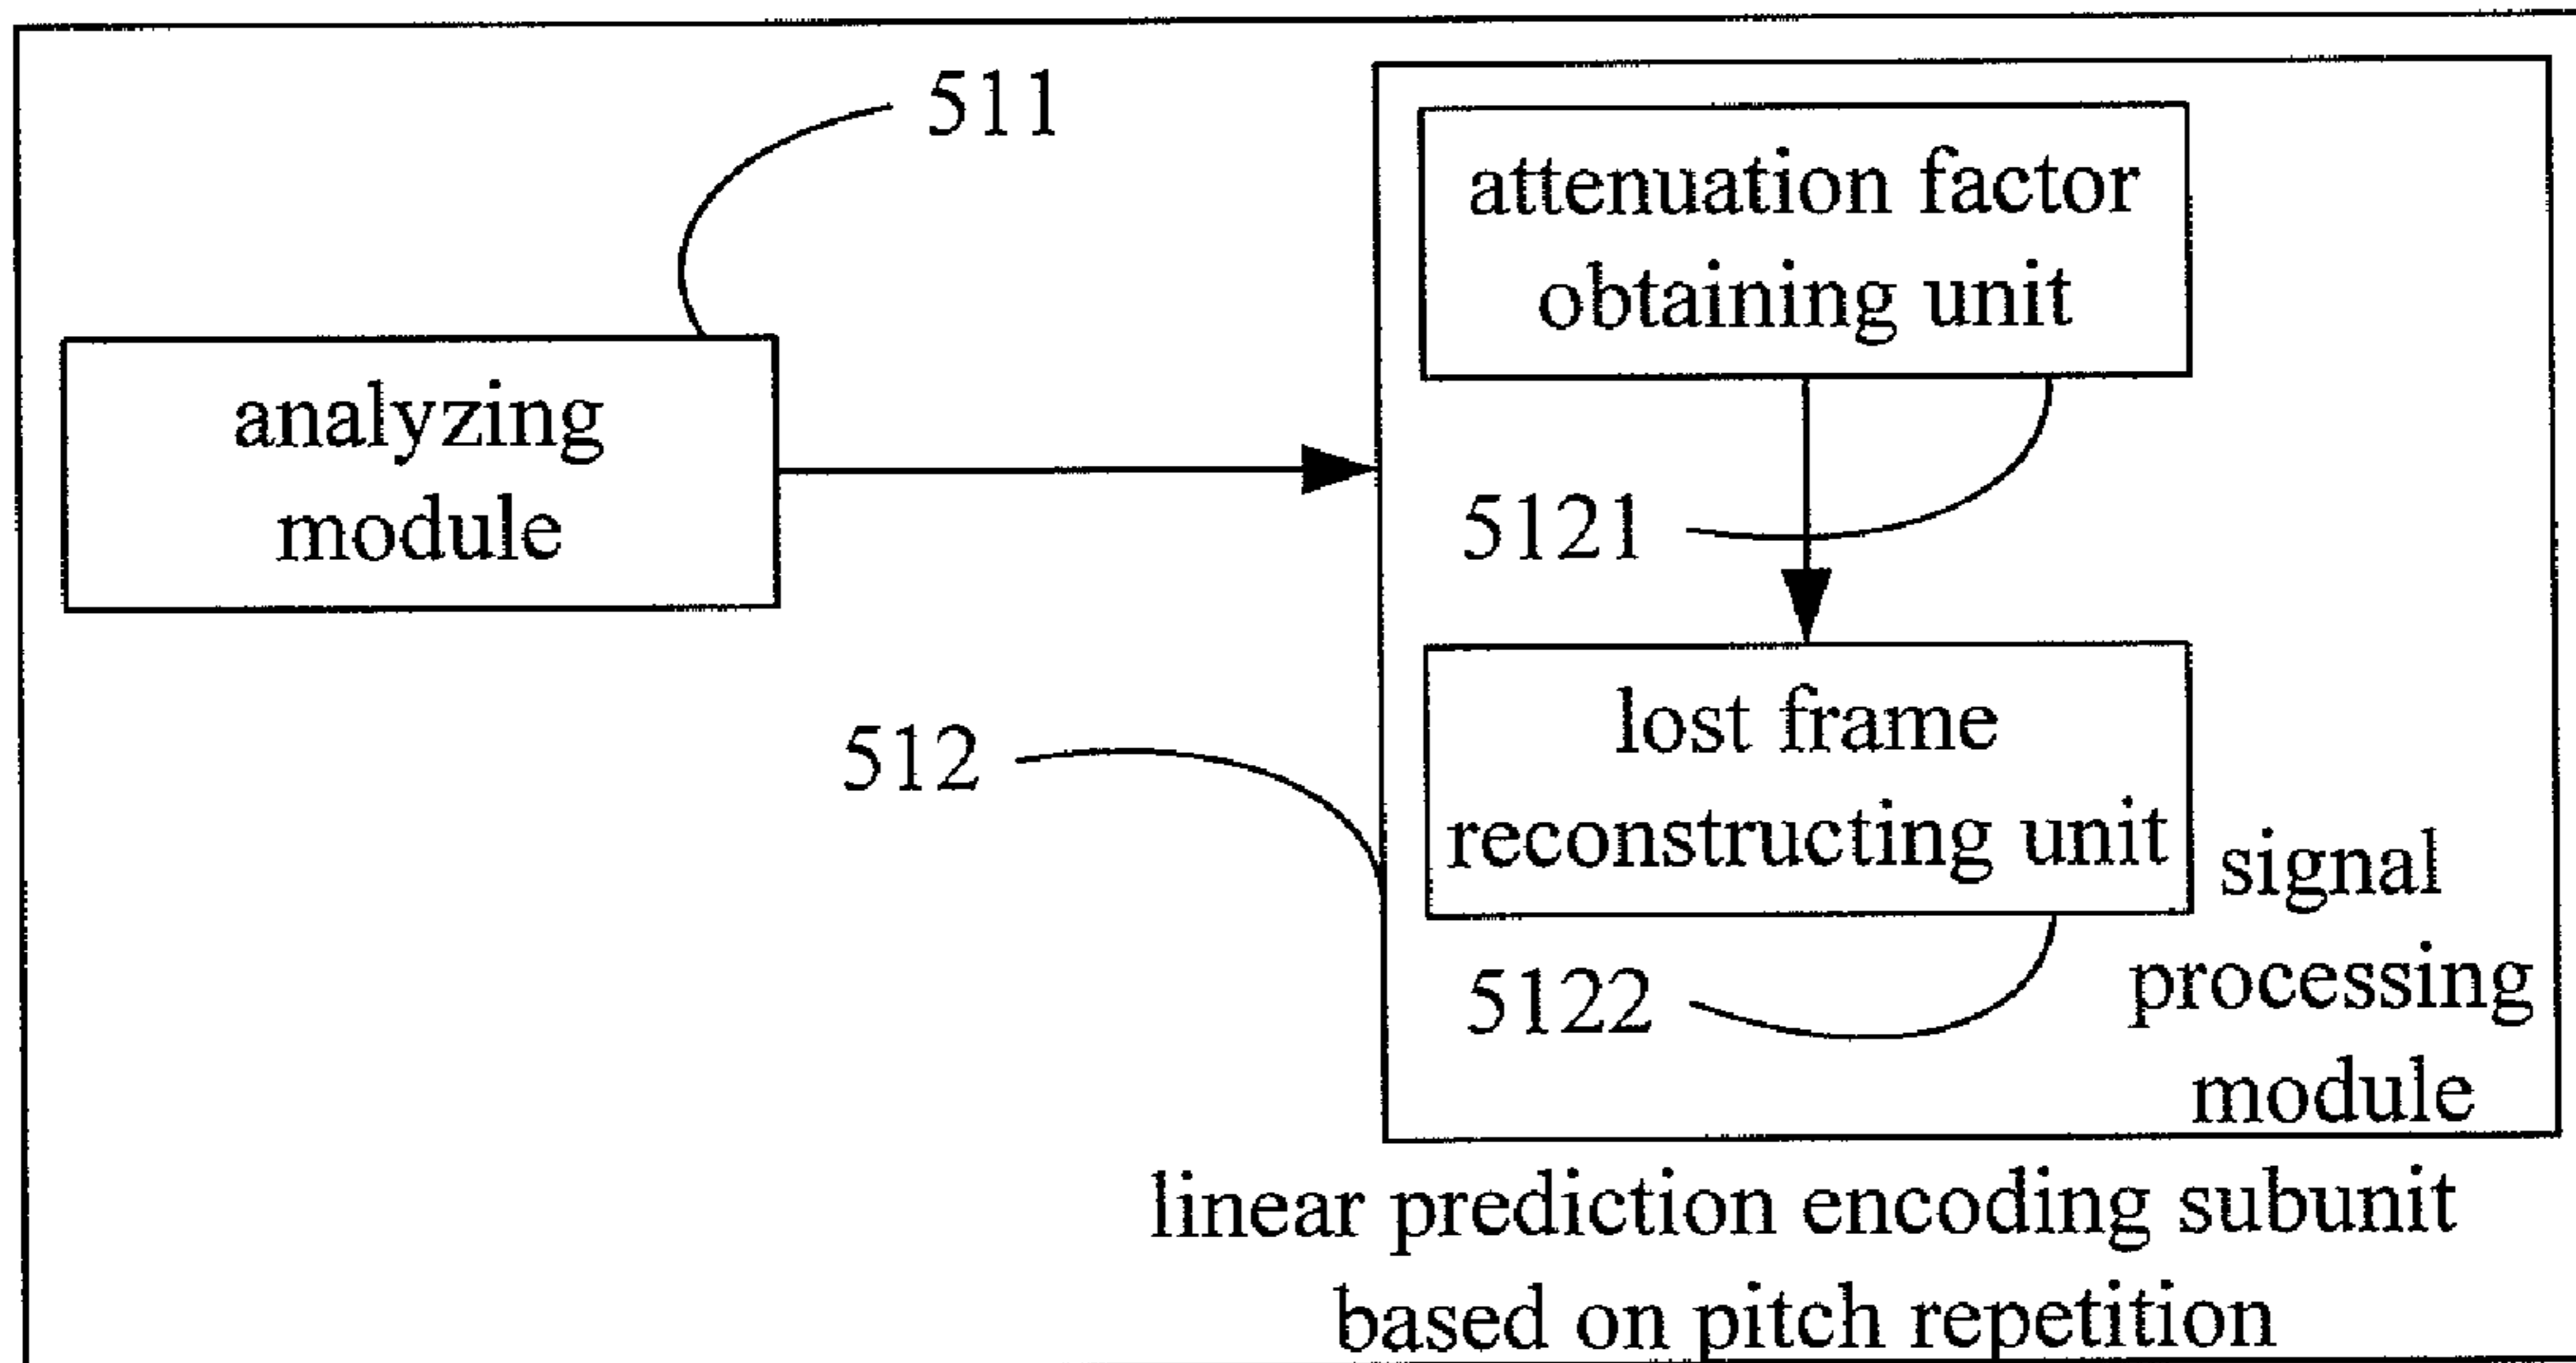 511
attenuation factor
obtaining unit
analyzing
module
5121
lost frame
reconstructing unit
512
signal
processing
module
5122
linear prediction encoding subunit
based on pitch repetition